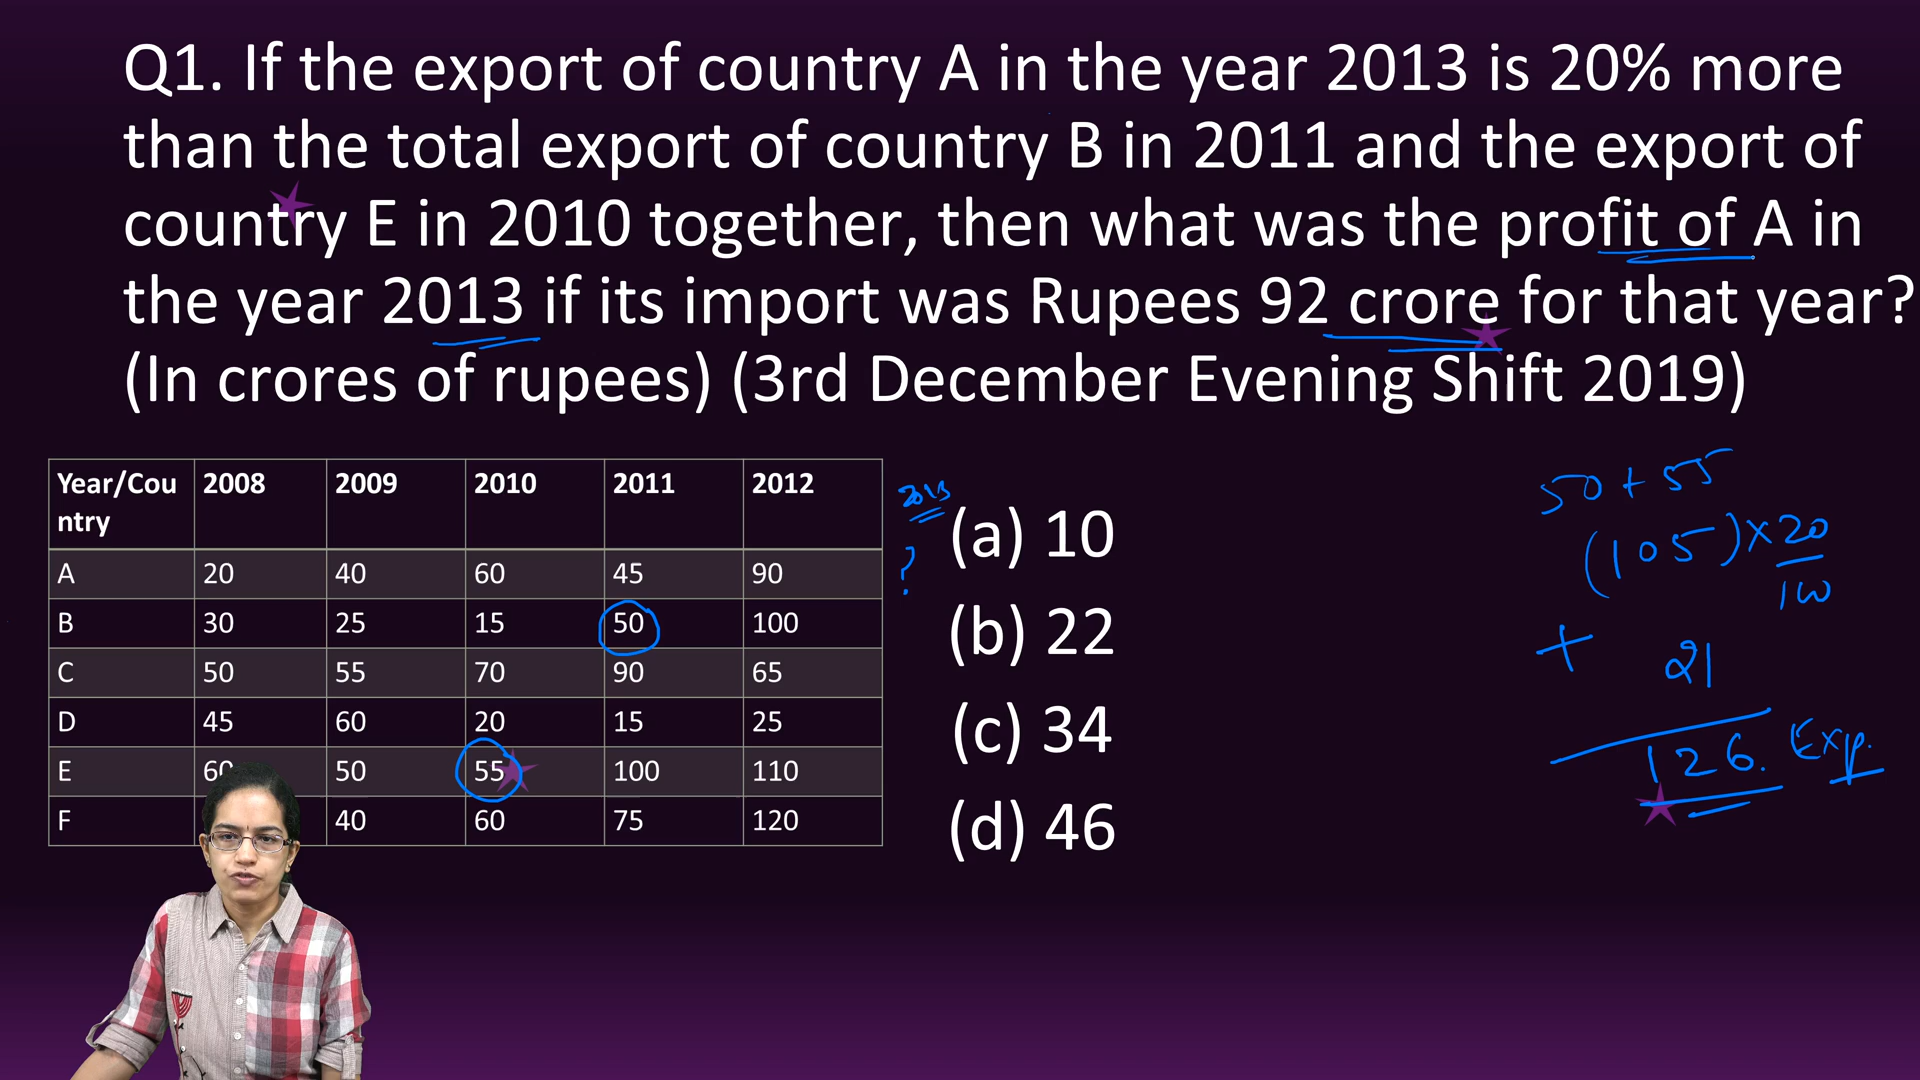 Q1. If the export of country A in the year 2013 is 20% more
than the total export of country B in 2011 and the export of
country E in 2010 together, then what was the profit of A in
the year 2013 if its import was Rupees 92 crore for that year?
(In crores of rupees) (3rd December Evening Shift 2019)
Year/Cou 2008 2009 2010 2011 2012
ntry
A 20 40 60 45 90
B 30 25 15 50 100
C 50 55 70 90 65
D 45 60 20 15 25
E 60 50 55 100 110
F 40 60 75 120
2013
?
(a) 10
(b) 22
(c) 34
(d) 46
50 + 55
(105) × 20
100
+ 21
126. Exp.